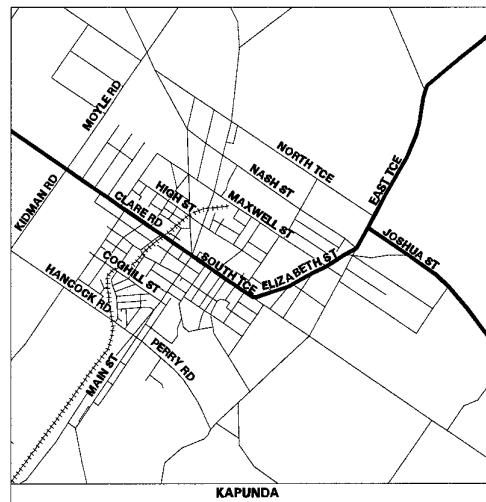 MOYLE RD
NORTH TCE
NASH ST
EAST TCE
KIDMAN RD
CLARE RD
HIGH ST
MAXWELL ST
JOSHUA ST
HANCOCK RD
COGHILL ST
SOUTH TCE
ELIZABETH ST
MAIN ST
PERRY RD
KAPUNDA